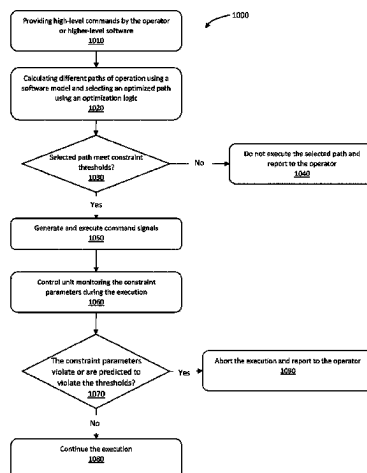 1000
Providing high-level commands by the operator
or higher-level software
1010
Calculating different paths of operation using a
software model and selecting an optimized path
using an optimization logic
1020
Selected path meet constraint
thresholds?
1030
No
Do not execute the selected path and
report to the operator
1040
Yes
Generate and execute command signals
1050
Control unit monitoring the constraint
parameters during the execution
1060
The constraint parameters
violate or are predicted to
violate the thresholds?
1070
Yes
Abort the execution and report to the operator
1090
No
Continue the execution
1080